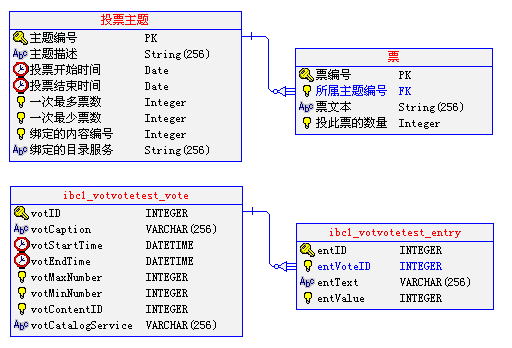 投票主题
主题编号 PK
主题描述 String(256)
投票开始时间 Date
投票结束时间 Date
一次最多票数 Integer
一次最少票数 Integer
绑定的内容编号 Integer
绑定的目录服务 String(256)
票
票编号 PK
所属主题编号 FK
票文本 String(256)
投此票的数量 Integer
ibc1_votvotetest_vote
votID INTEGER
votCaption VARCHAR(256)
votStartTime DATETIME
votEndTime DATETIME
votMaxNumber INTEGER
votMinNumber INTEGER
votContentID INTEGER
votCatalogService VARCHAR(256)
ibc1_votvotetest_entry
entID INTEGER
entVoteID INTEGER
entText VARCHAR(256)
entValue INTEGER